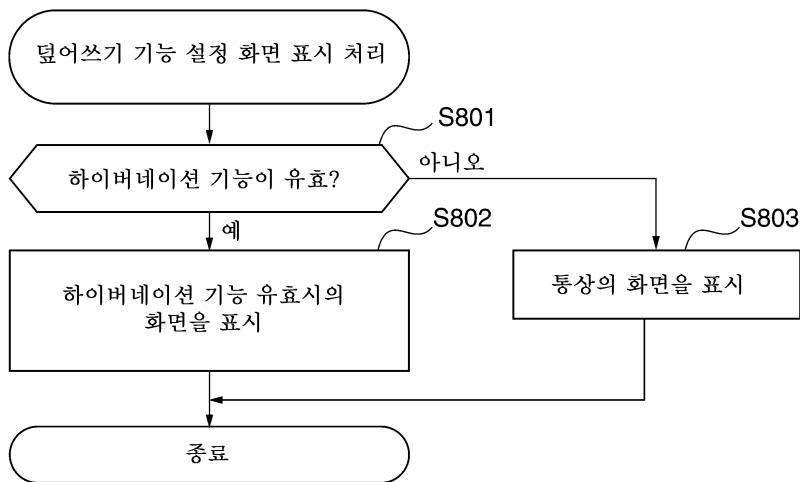 덮어쓰기 기능 설정 화면 표시 처리
S801
하이버네이션 기능이 유효?
아니오
예
S802
S803
하이버네이션 기능 유효시의
화면을 표시
통상의 화면을 표시
종료